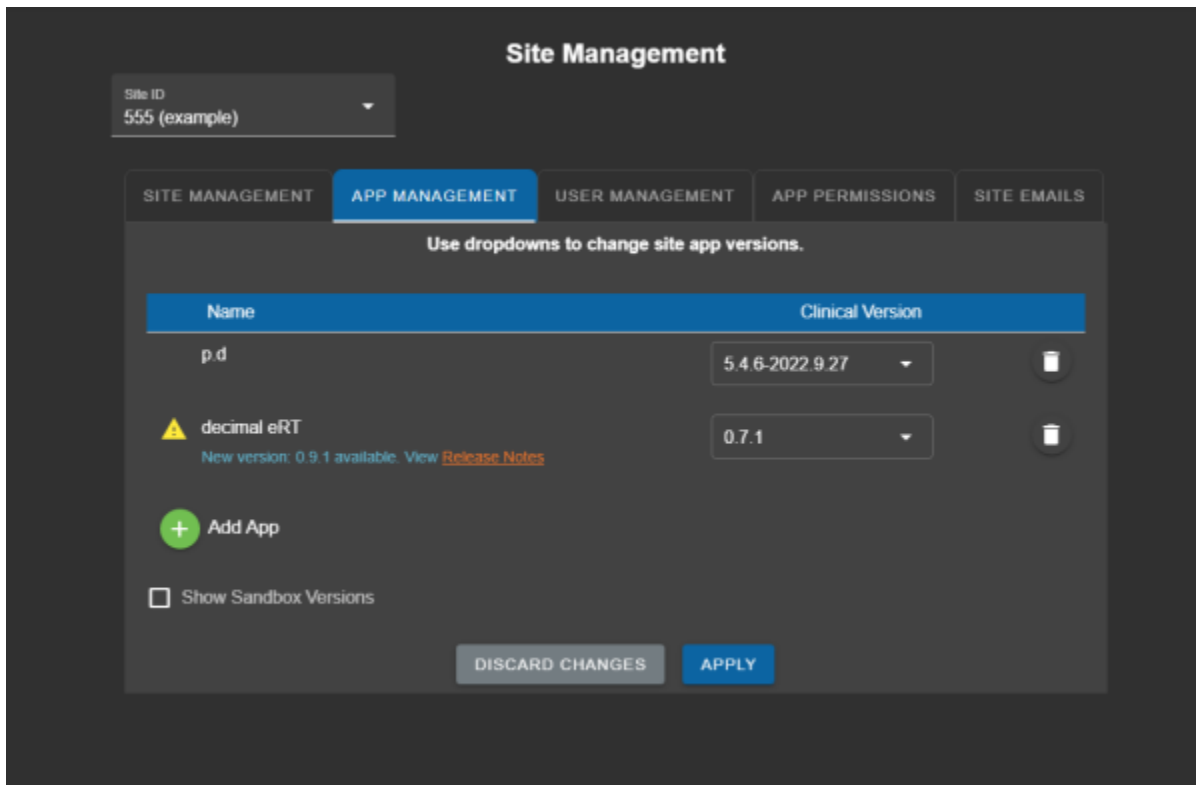 Site Management
Site ID
555 (example)
SITE MANAGEMENT APP MANAGEMENT USER MANAGEMENT APP PERMISSIONS SITE EMAILS
Use dropdowns to change site app versions.
Name Clinical Version
p.d 5.4.6-2022.9.27
decimal eRT 0.7.1
New version: 0.9.1 available. View Release Notes
Add App
Show Sandbox Versions
DISCARD CHANGES APPLY